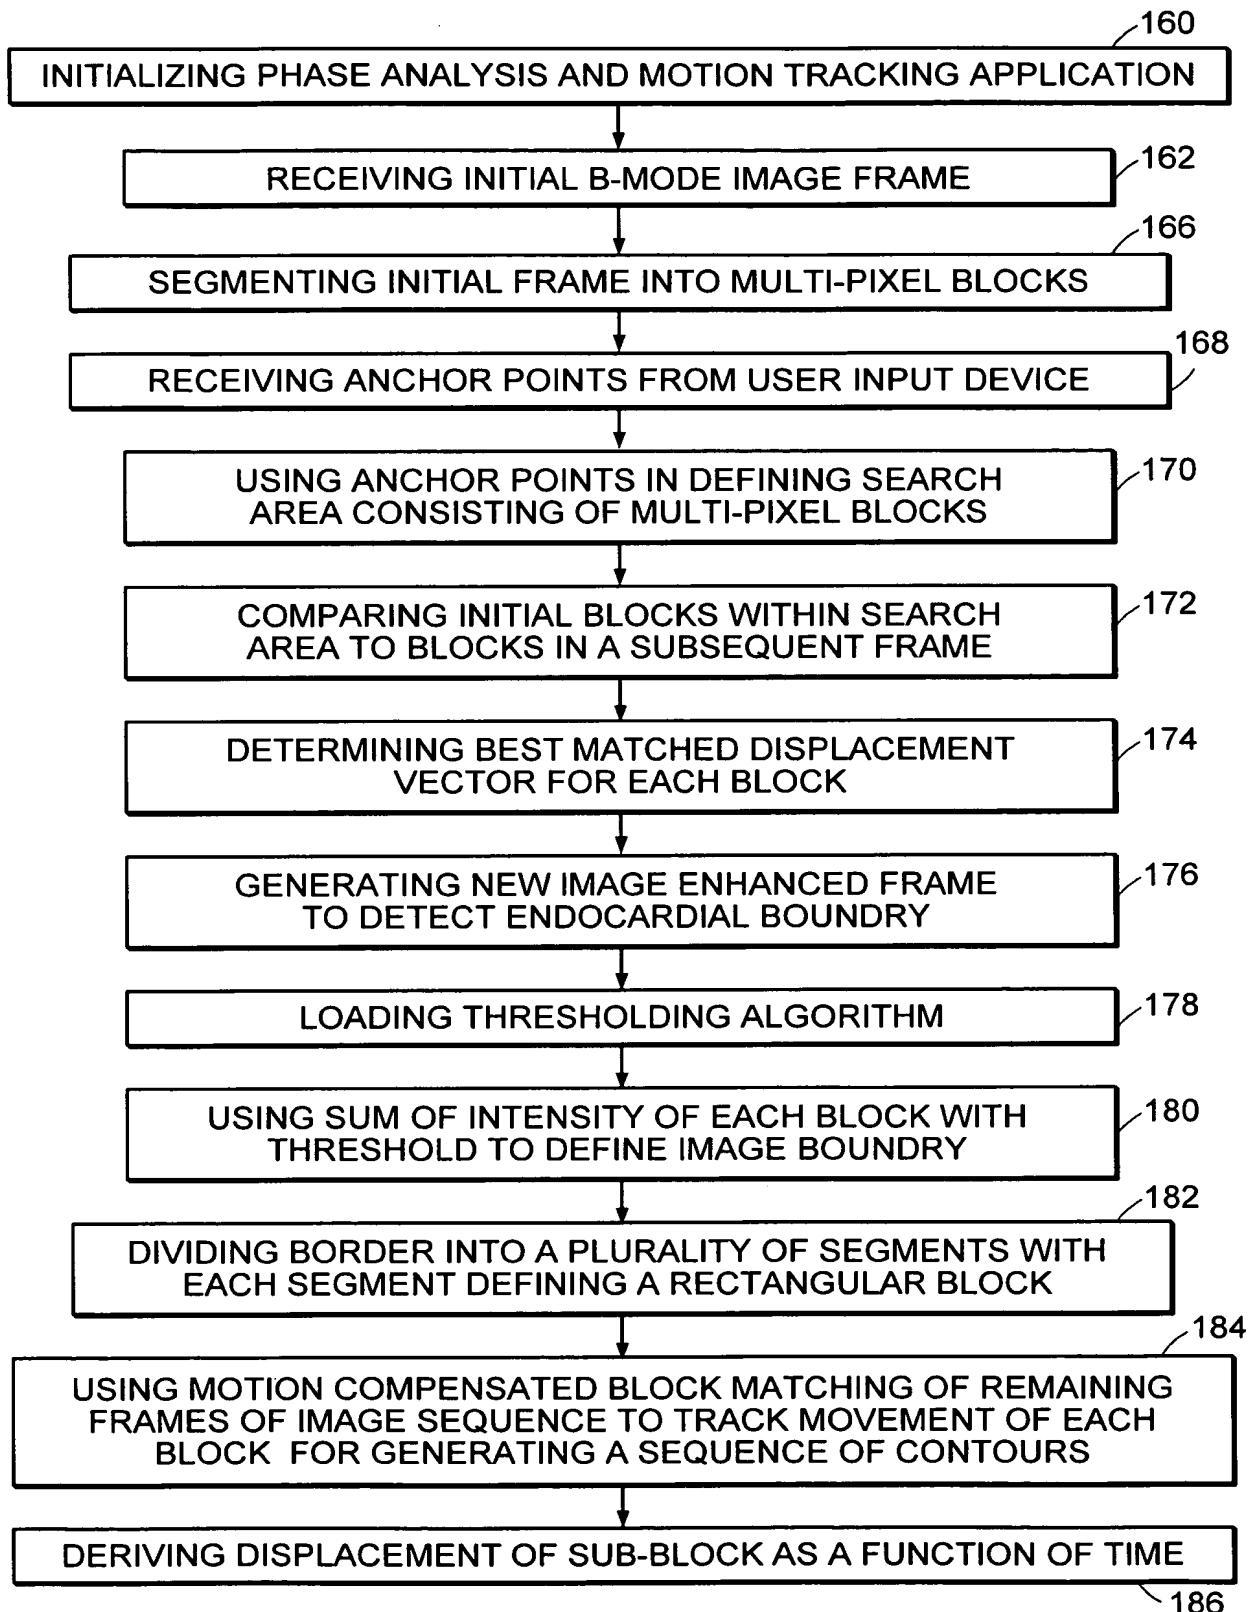 160
INITIALIZING PHASE ANALYSIS AND MOTION TRACKING APPLICATION
162
RECEIVING INITIAL B-MODE IMAGE FRAME
166
SEGMENTING INITIAL FRAME INTO MULTI-PIXEL BLOCKS
168
RECEIVING ANCHOR POINTS FROM USER INPUT DEVICE
170
USING ANCHOR POINTS IN DEFINING SEARCH
AREA CONSISTING OF MULTI-PIXEL BLOCKS
172
COMPARING INITIAL BLOCKS WITHIN SEARCH
AREA TO BLOCKS IN A SUBSEQUENT FRAME
174
DETERMINING BEST MATCHED DISPLACEMENT
VECTOR FOR EACH BLOCK
176
GENERATING NEW IMAGE ENHANCED FRAME
TO DETECT ENDOCARDIAL BOUNDRY
178
LOADING THRESHOLDING ALGORITHM
180
USING SUM OF INTENSITY OF EACH BLOCK WITH
THRESHOLD TO DEFINE IMAGE BOUNDRY
182
DIVIDING BORDER INTO A PLURALITY OF SEGMENTS WITH
EACH SEGMENT DEFINING A RECTANGULAR BLOCK
184
USING MOTION COMPENSATED BLOCK MATCHING OF REMAINING
FRAMES OF IMAGE SEQUENCE TO TRACK MOVEMENT OF EACH
BLOCK FOR GENERATING A SEQUENCE OF CONTOURS
DERIVING DISPLACEMENT OF SUB-BLOCK AS A FUNCTION OF TIME
186